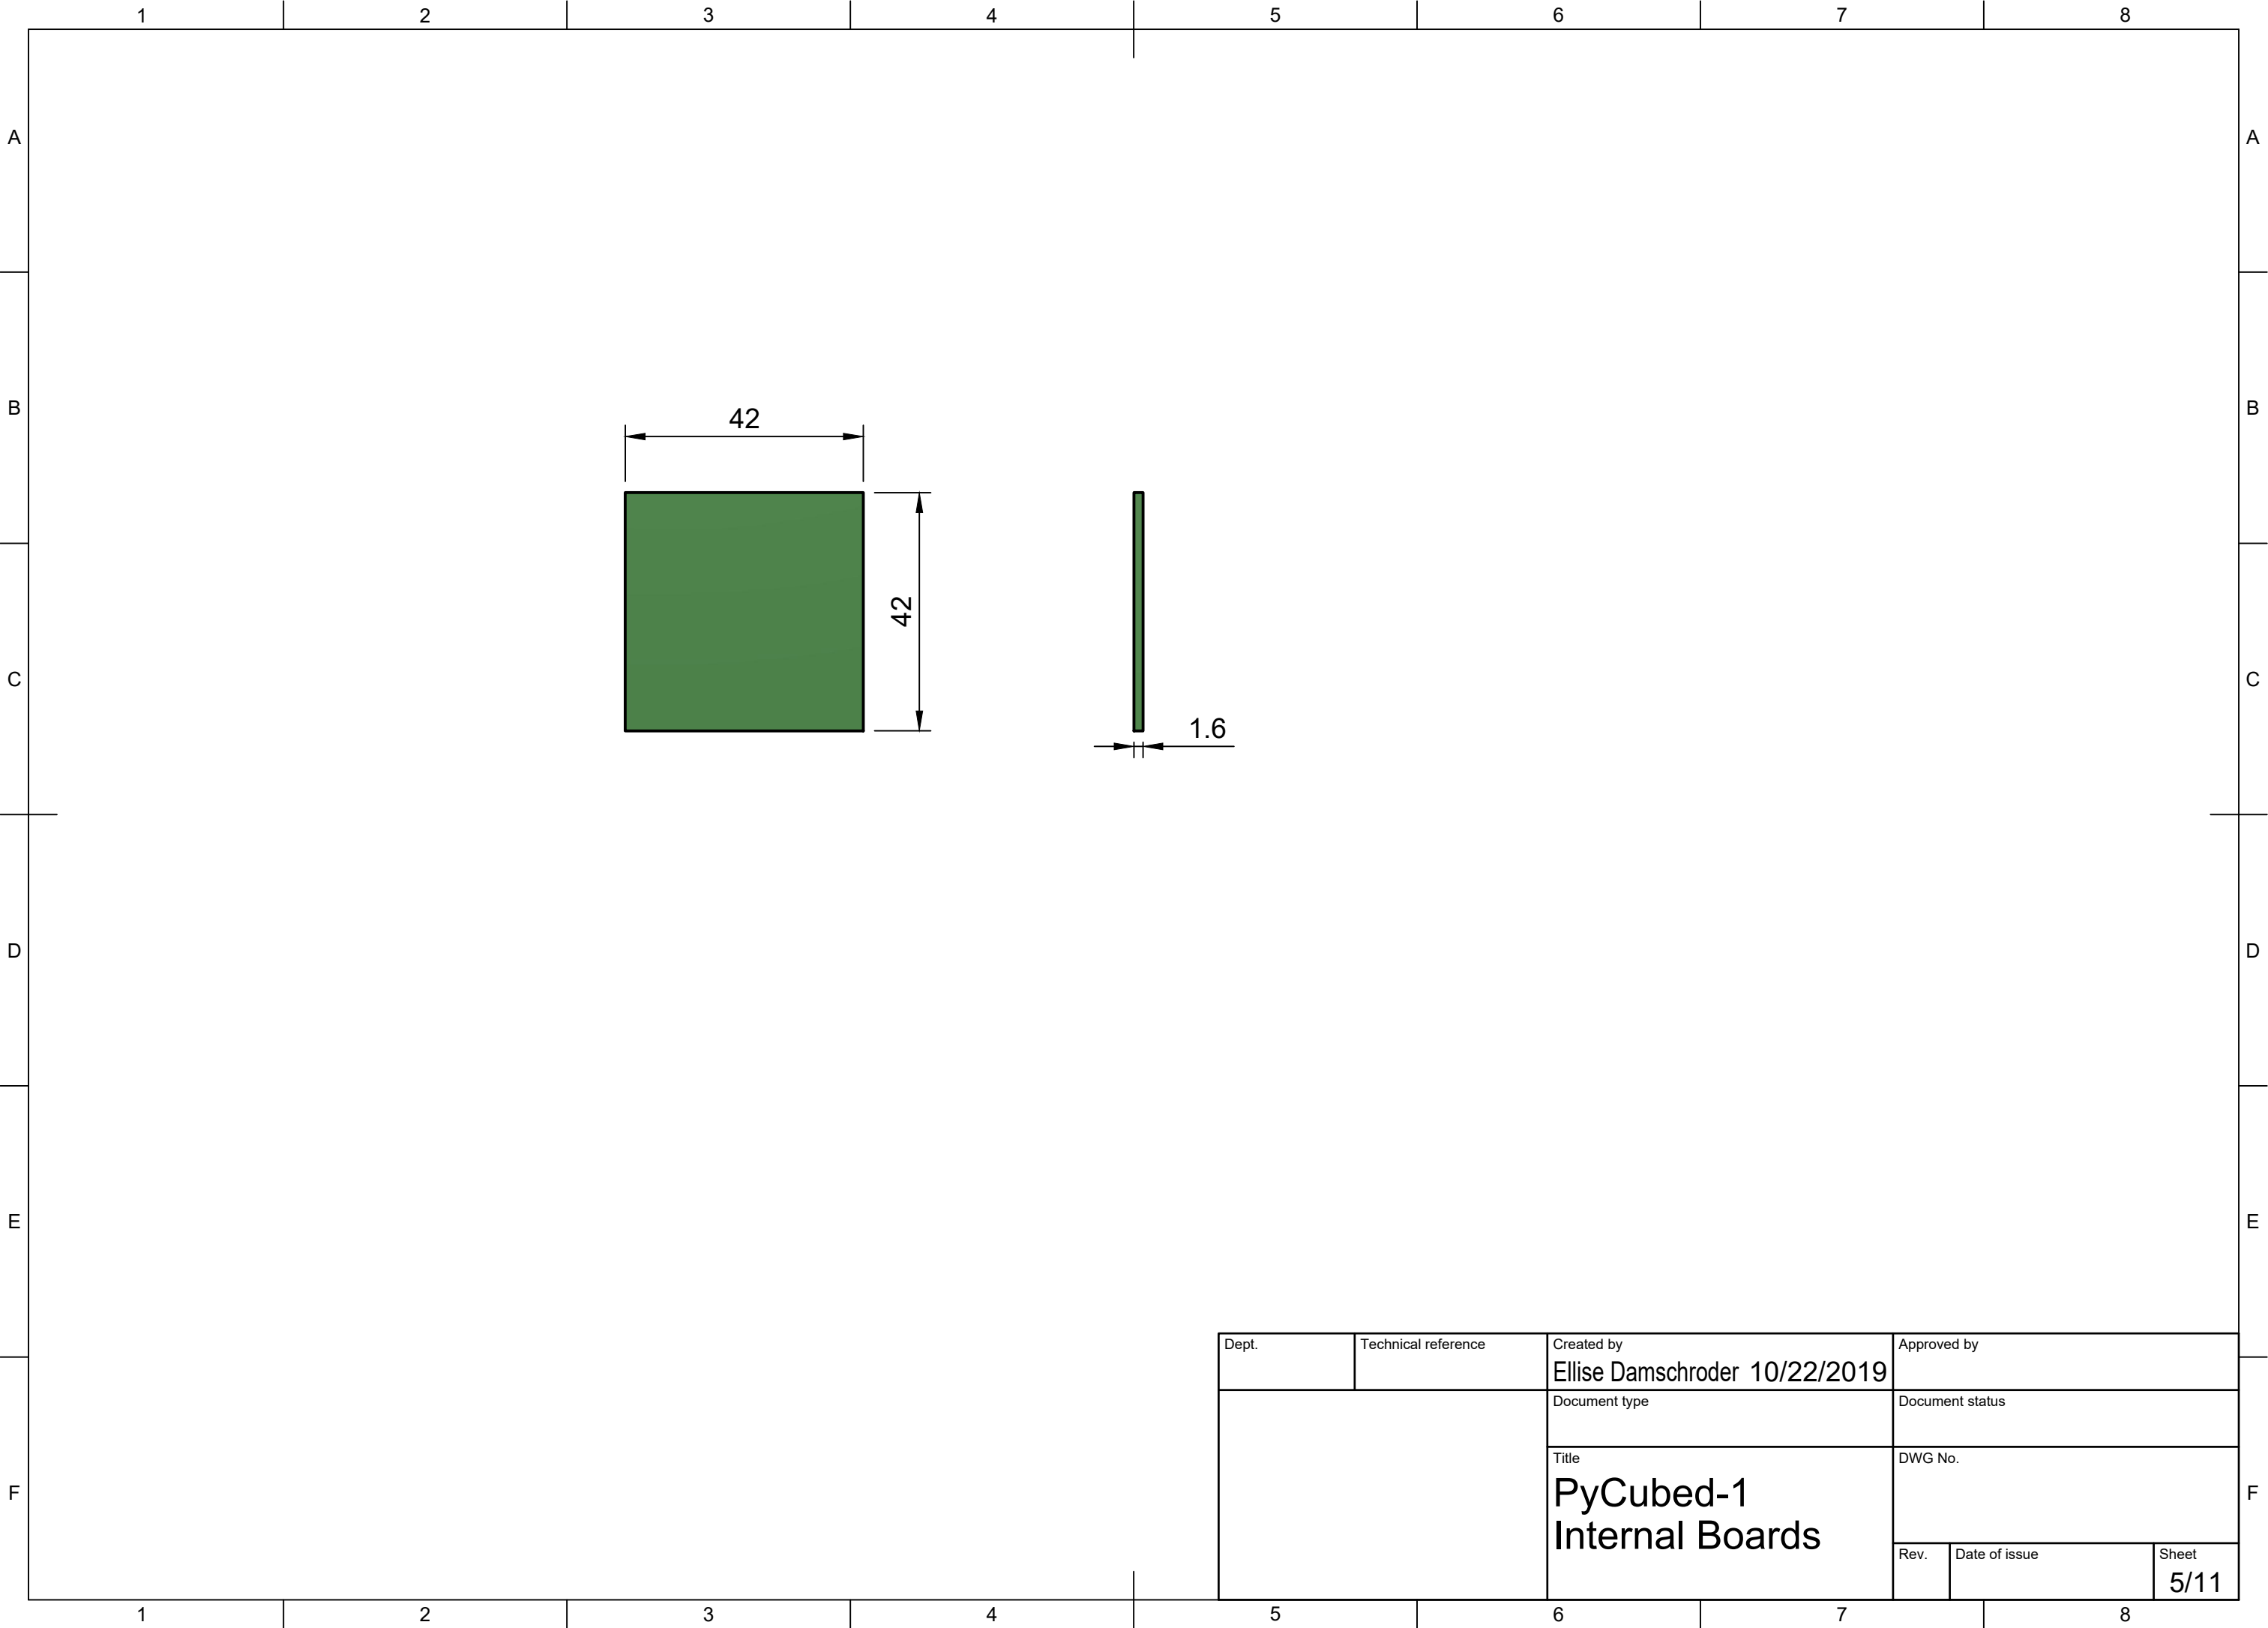 1 2 3 4 5 6 7 8
A A
B B
42
42
C C
1.6
D D
E E
Dept. Technical reference Created by Approved by
Ellise Damschroder 10/22/2019
Document type Document status
Title DWG No.
PyCubed-1
F F
Internal Boards
Rev. Date of issue Sheet
5/11
1 2 3 4 5 6 7 8